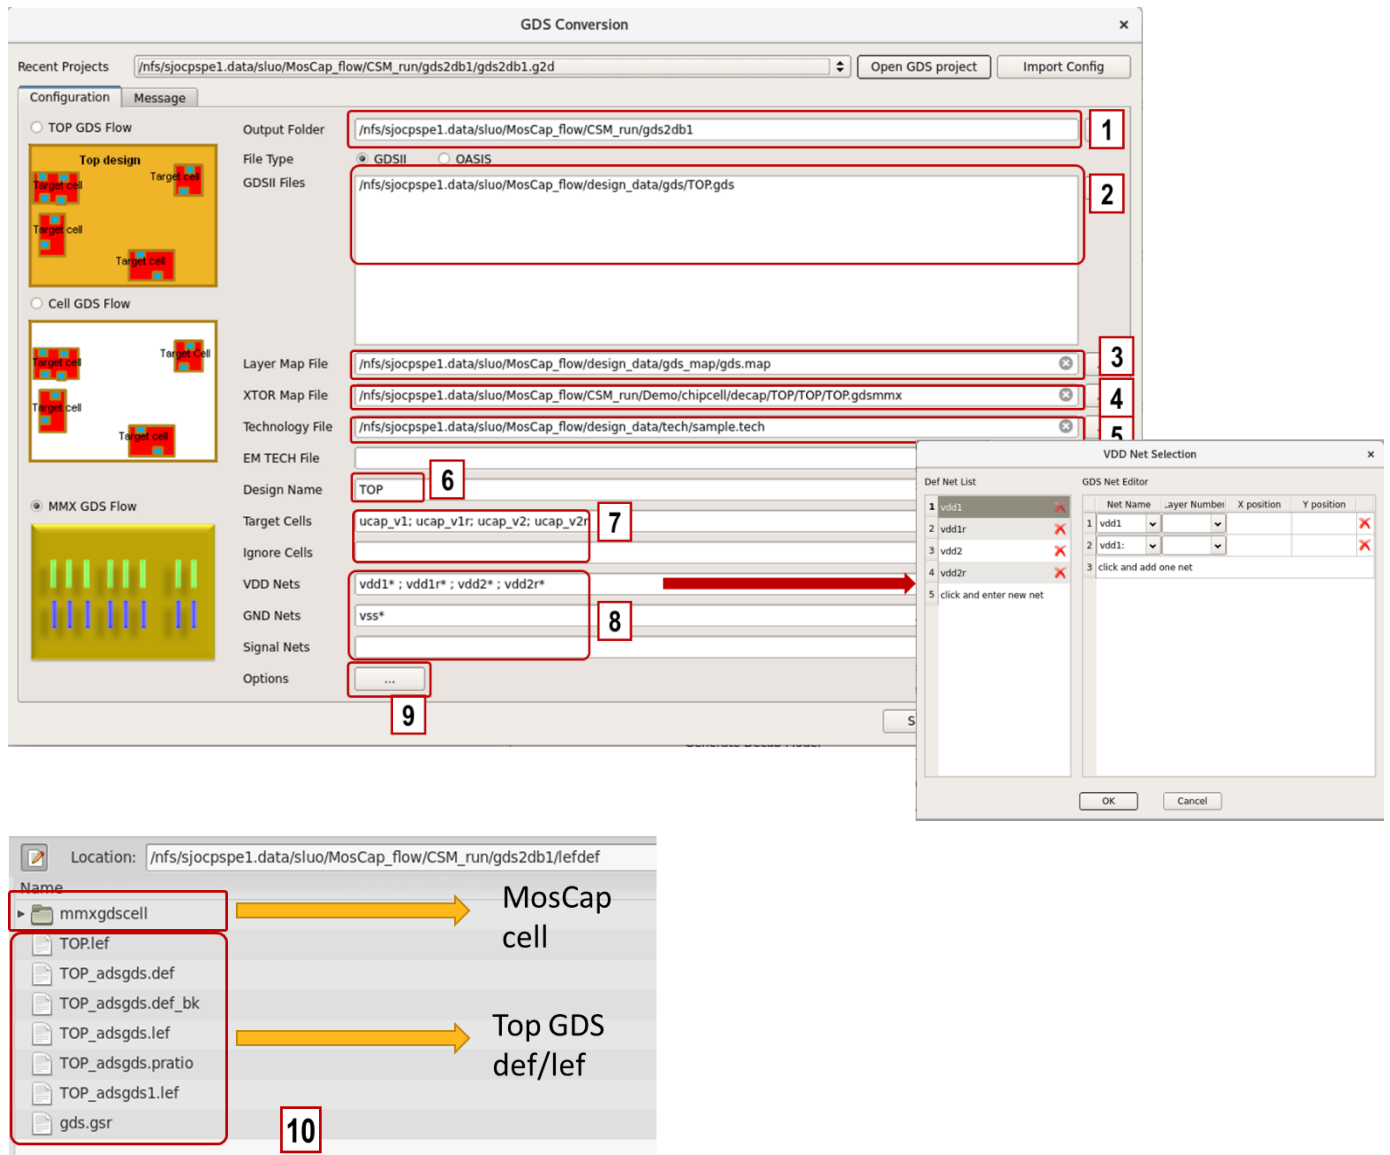 GDS Conversion
Recent Projects /nfs/sjocpspe1.data/sluo/MosCap_flow/CSM_run/gds2db1/gds2db1.g2d Open GDS project Import Config
Configuration Message
TOP GDS Flow
Top design
Target cell
Target cell
Target cell
Target cell
Cell GDS Flow
Target cell
Target Cell
Target cell
Target cell
MMX GDS Flow
Output Folder /nfs/sjocpspe1.data/sluo/MosCap_flow/CSM_run/gds2db1 1
File Type GDSII OASIS
GDSII Files /nfs/sjocpspe1.data/sluo/MosCap_flow/design_data/gds/TOP.gds 2
Layer Map File /nfs/sjocpspe1.data/sluo/MosCap_flow/design_data/gds_map/gds.map 3
XTOR Map File /nfs/sjocpspe1.data/sluo/MosCap_flow/CSM_run/Demo/chipcell/decap/TOP/TOP/TOP.gdsmmx 4
Technology File /nfs/sjocpspe1.data/sluo/MosCap_flow/design_data/tech/sample.tech 5
EM TECH File
Design Name TOP 6
Target Cells ucap_v1; ucap_v1r; ucap_v2; ucap_v2r 7
Ignore Cells
VDD Nets vdd1* ; vdd1r* ; vdd2* ; vdd2r*
GND Nets vss* 8
Signal Nets
Options ...
9
S
VDD Net Selection
Def Net List
1 vdd1
2 vdd1r
3 vdd2
4 vdd2r
5 click and enter new net
GDS Net Editor
Net Name .ayer Number X position Y position
1 vdd1
2 vdd1:
3 click and add one net
OK Cancel
Location: /nfs/sjocpspe1.data/sluo/MosCap_flow/CSM_run/gds2db1/lefdef
Name
mmxgdscell
TOP.lef
TOP_adsgds.def
TOP_adsgds.def_bk
TOP_adsgds.lef
TOP_adsgds.pratio
TOP_adsgds1.lef
gds.gsr
MosCap
cell
Top GDS
def/lef
10